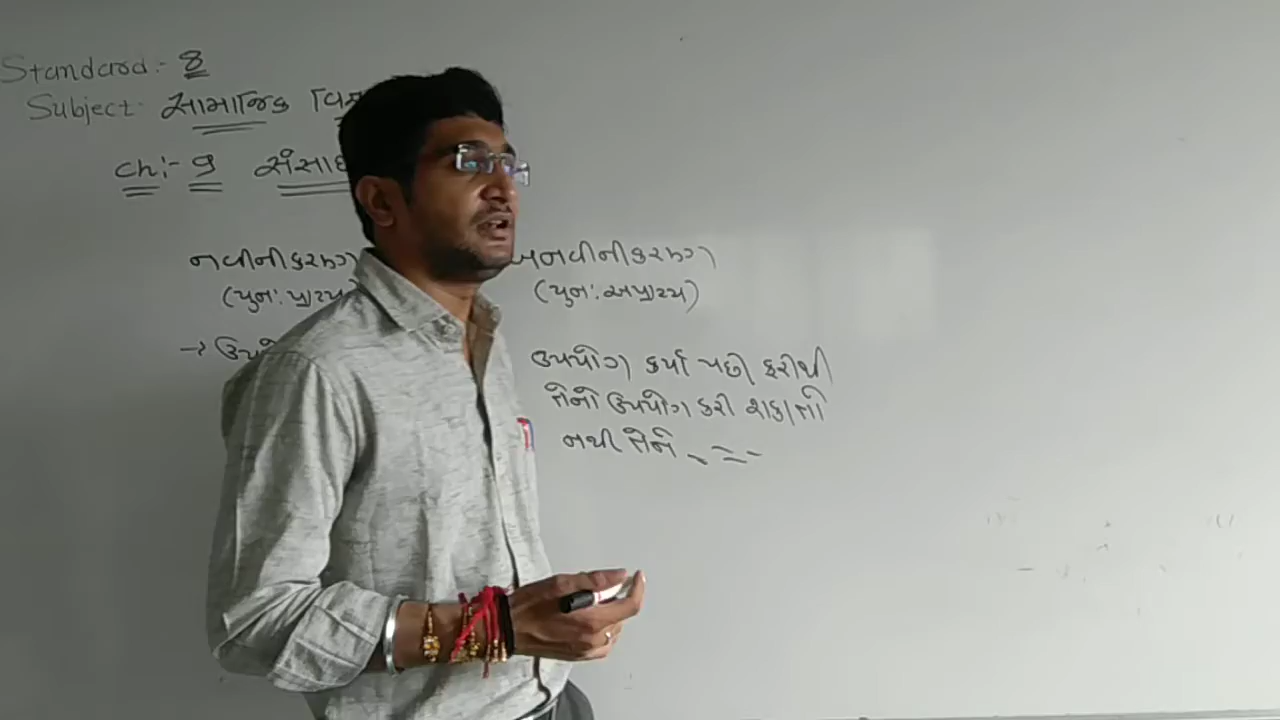 Standard:- 8
Subject:- સામાજિક
Ch:- 9
નવીનીકરણ
(પુનઃ
અનવીનીકરણ
(પુનઃ અપ્રાપ્ય)
ઉપયોગ કર્યા પછી ફરીથી
તેનો ઉપયોગ કરી શકાતો
નથી તેને